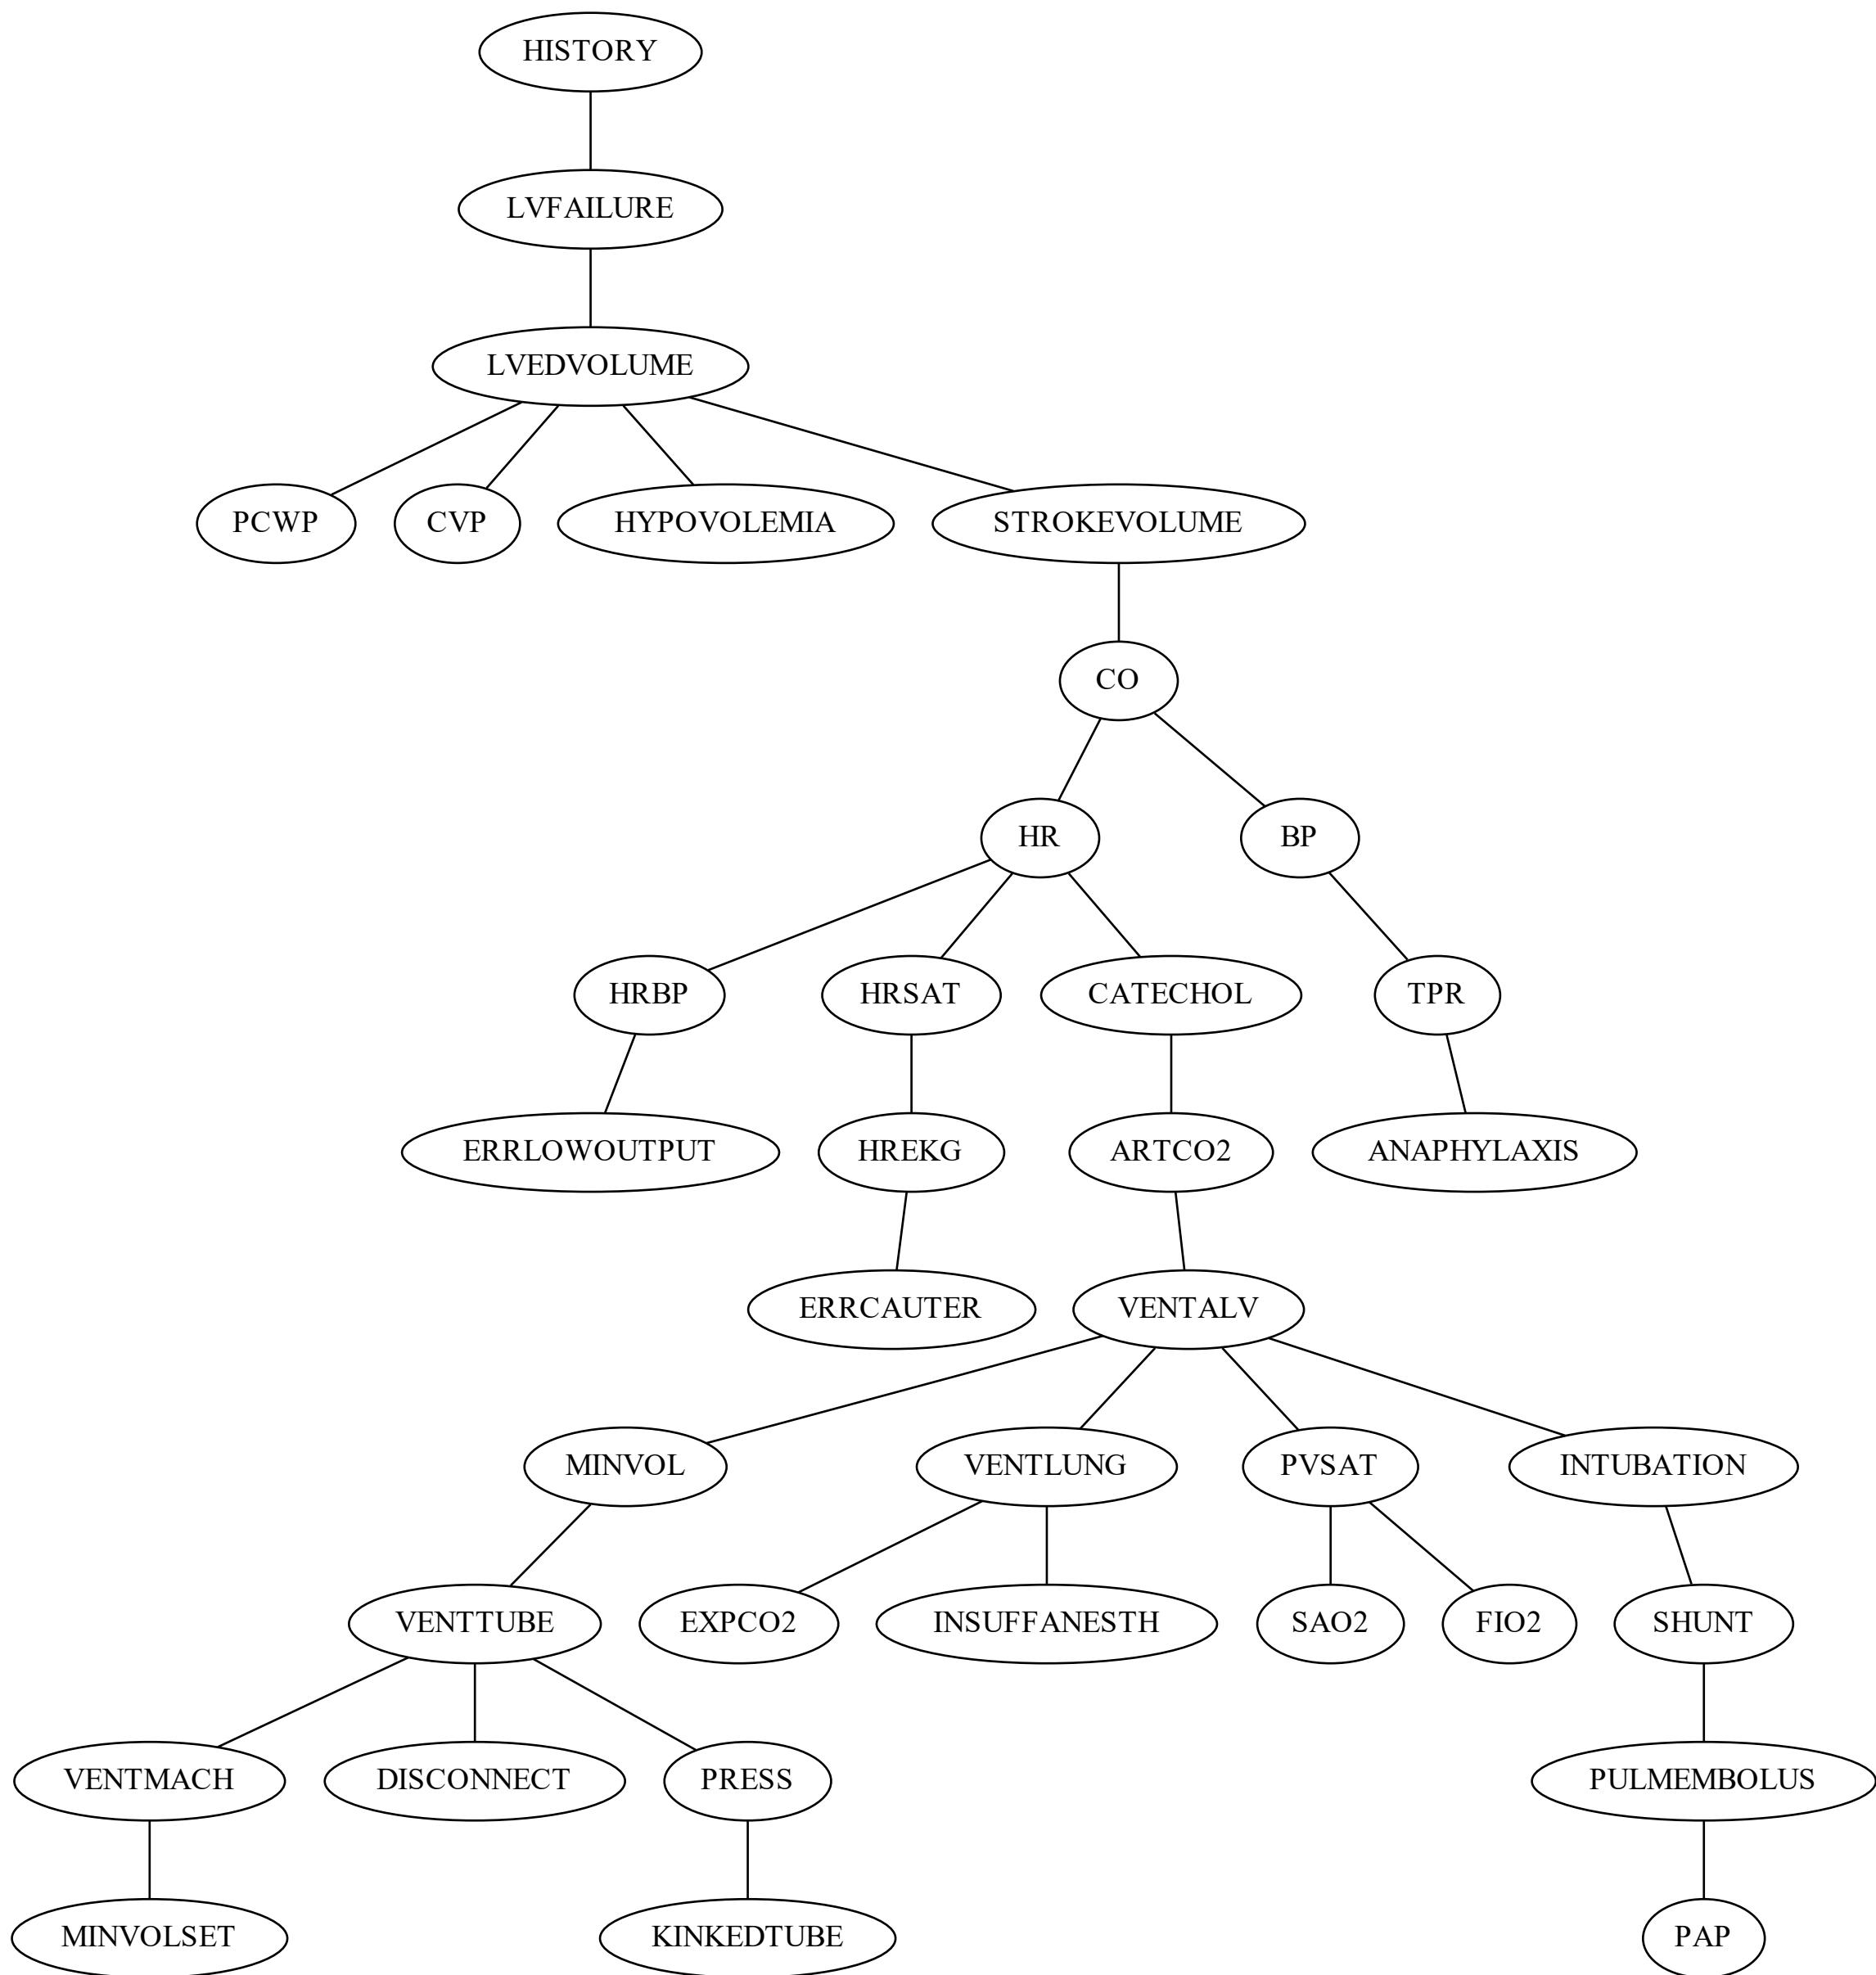 HISTORY
LVFAILURE
LVEDVOLUME
PCWP
CVP
HYPOVOLEMIA
STROKEVOLUME
CO
HR
BP
HRBP
HRSAT
CATECHOL
TPR
ERRLOWOUTPUT
HREKG
ARTCO2
ANAPHYLAXIS
ERRCAUTER
VENTALV
MINVOL
VENTLUNG
PVSAT
INTUBATION
VENTTUBE
EXPCO2
INSUFFANESTH
SAO2
FIO2
SHUNT
VENTMACH
DISCONNECT
PRESS
PULMEMBOLUS
MINVOLSET
KINKEDTUBE
PAP